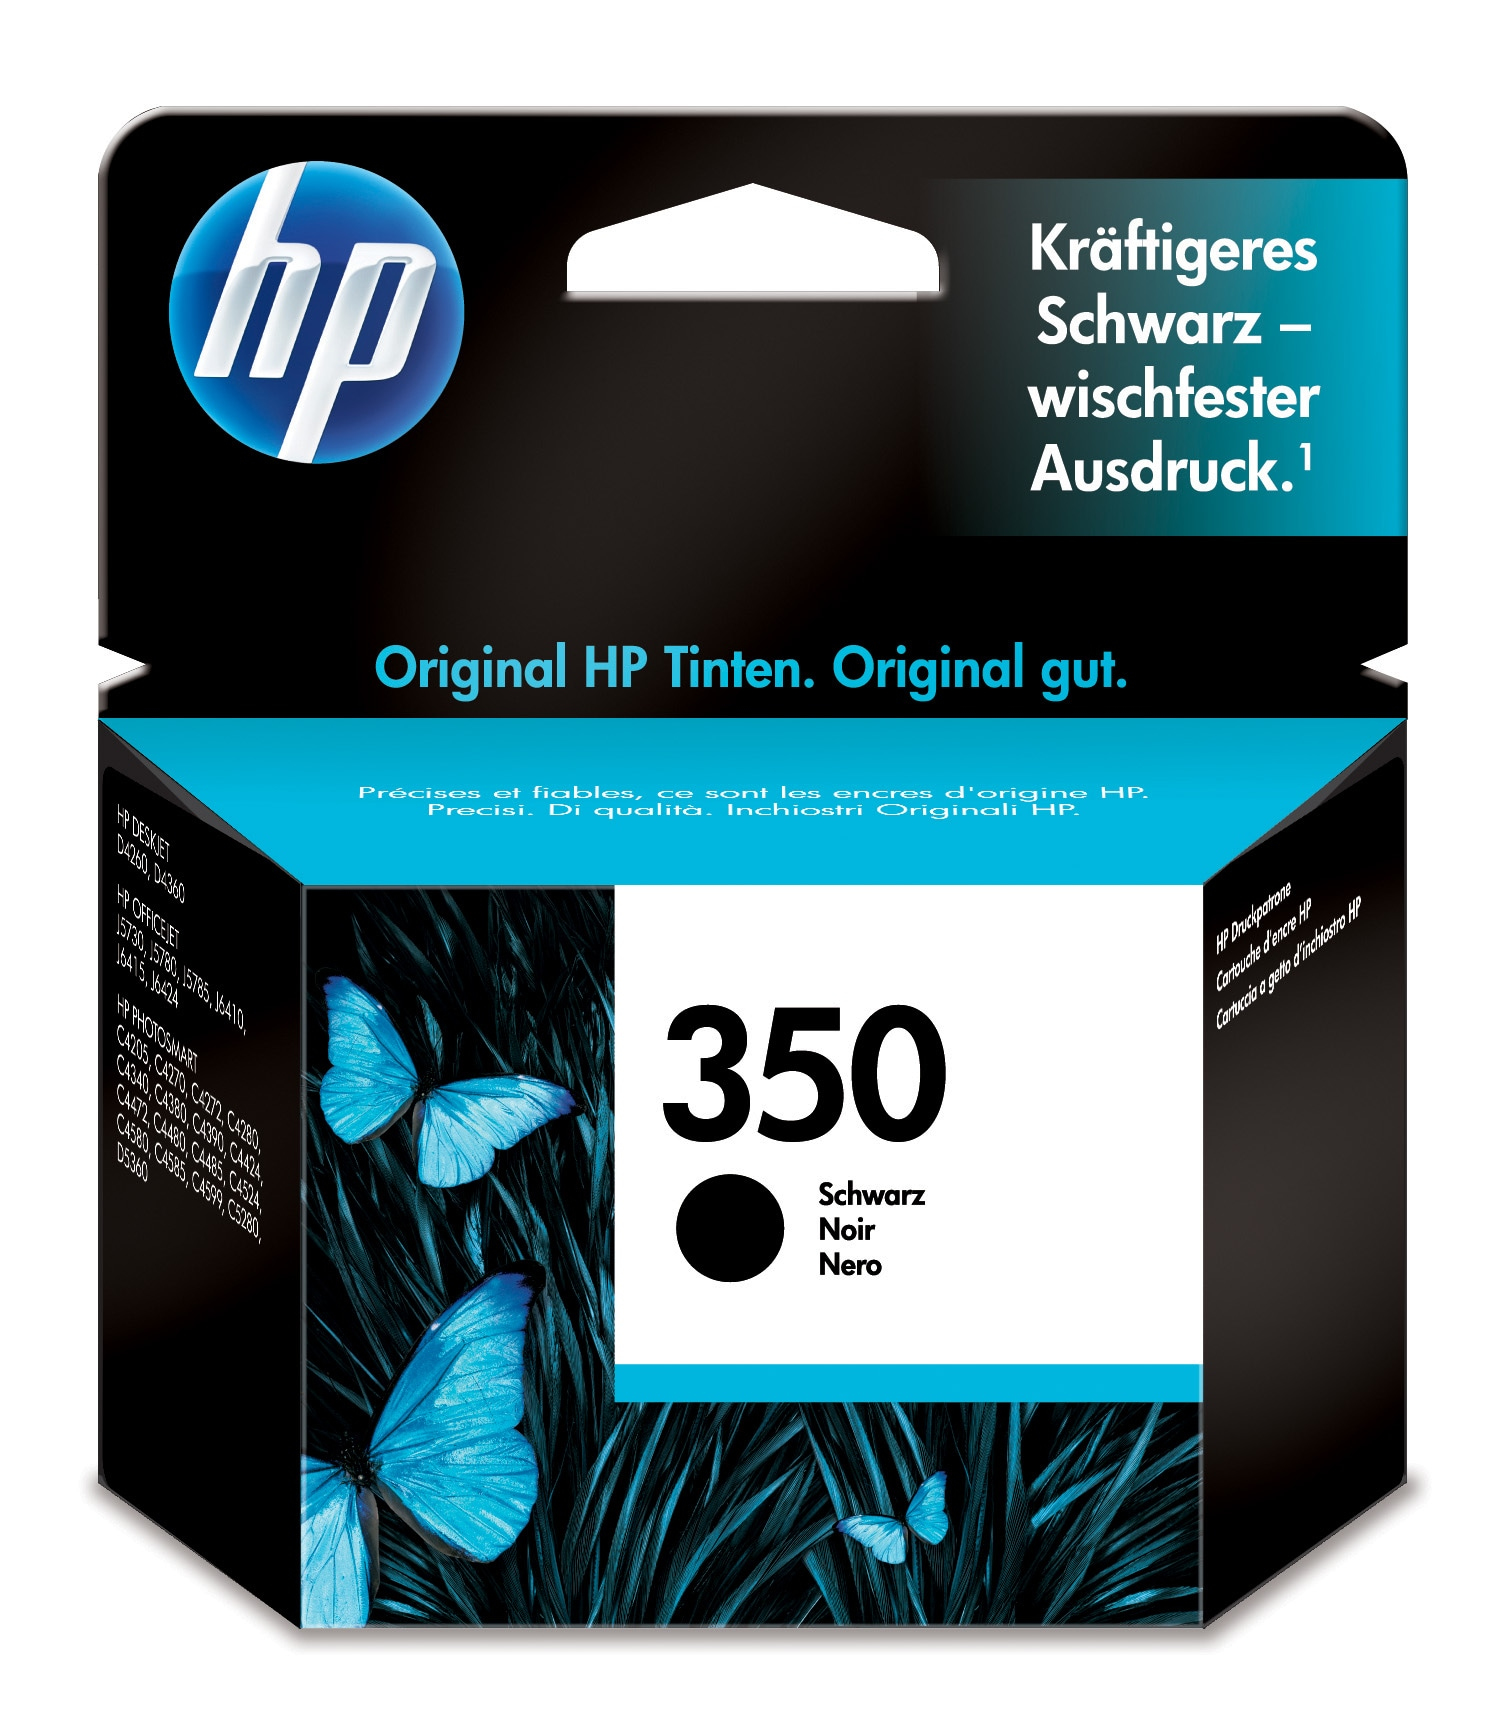 hp
Kräftigeres
Schwarz –
wischfester
Ausdruck.¹
Original HP Tinten. Original gut.
Précises et fiables, ce sont les encres d'origine HP.
Precisi. Di qualità. Inchiostri Originali HP.
HP DESKJET
D4260, D4360
HP OFFICEJET
J5730, J5780, J5785, J6410,
J6415, J6424
HP PHOTOSMART
C4205, C4270, C4272, C4280,
C4340, C4380, C4390, C4424,
C4472, C4480, C4485, C4524,
C4580, C4585, C4599, C5280,
D5360
350
Schwarz
Noir
Nero
HP Druckpatrone
Cartouche d'encre HP
Cartuccia a getto d'inchiostro HP